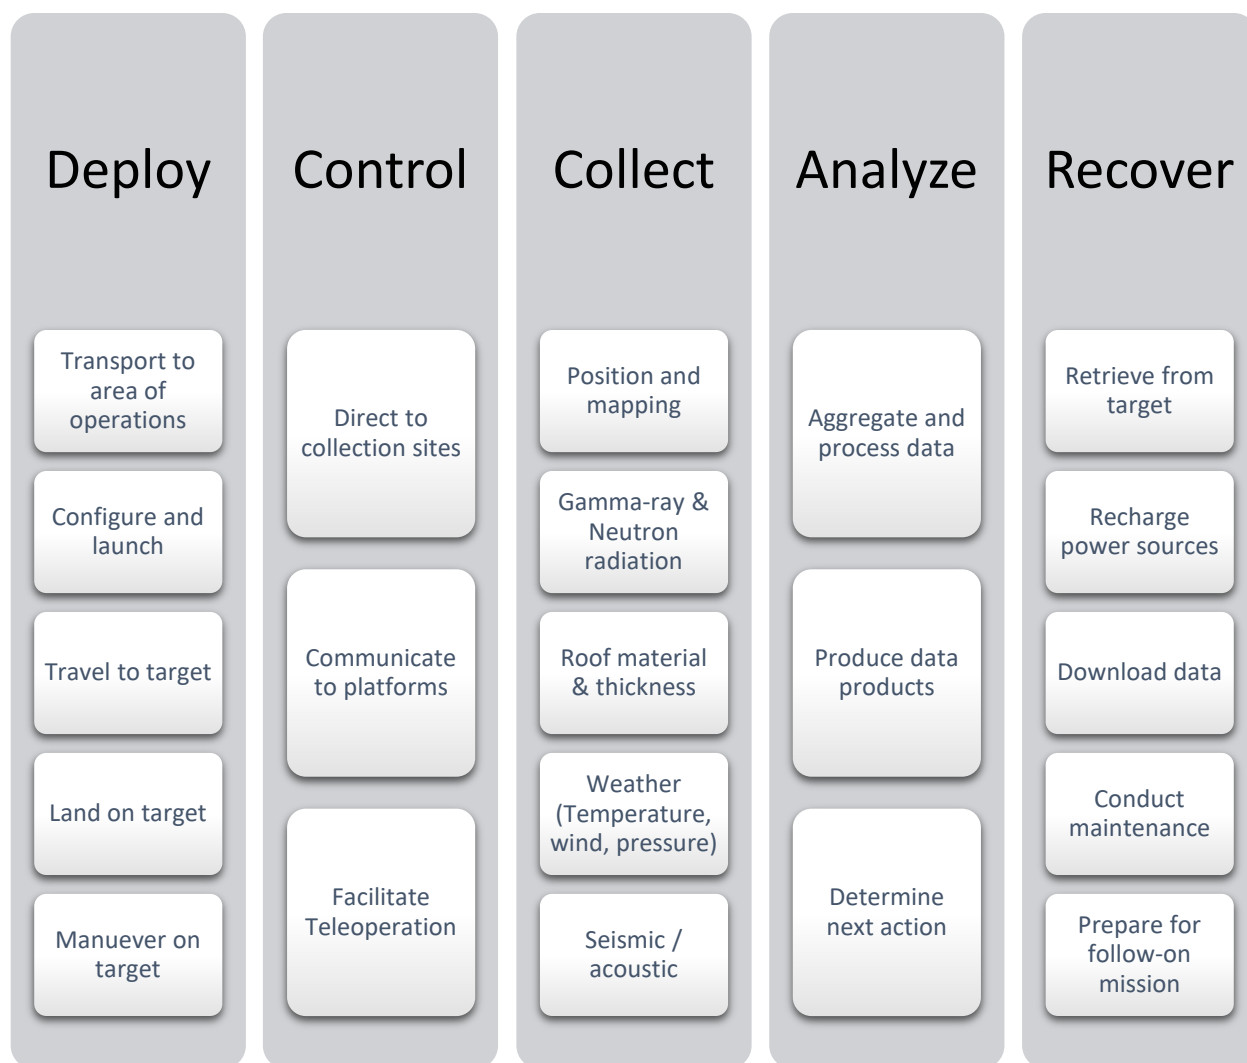 Deploy
Transport to
area of
operations
Configure and
launch
Travel to target
Land on target
Manuever on
target
Control
Direct to
collection sites
Communicate
to platforms
Facilitate
Teleoperation
Collect
Position and
mapping
Gamma-ray &
Neutron
radiation
Roof material
& thickness
Weather
(Temperature,
wind, pressure)
Seismic /
acoustic
Analyze
Aggregate and
process data
Produce data
products
Determine
next action
Recover
Retrieve from
target
Recharge
power sources
Download data
Conduct
maintenance
Prepare for
follow-on
mission